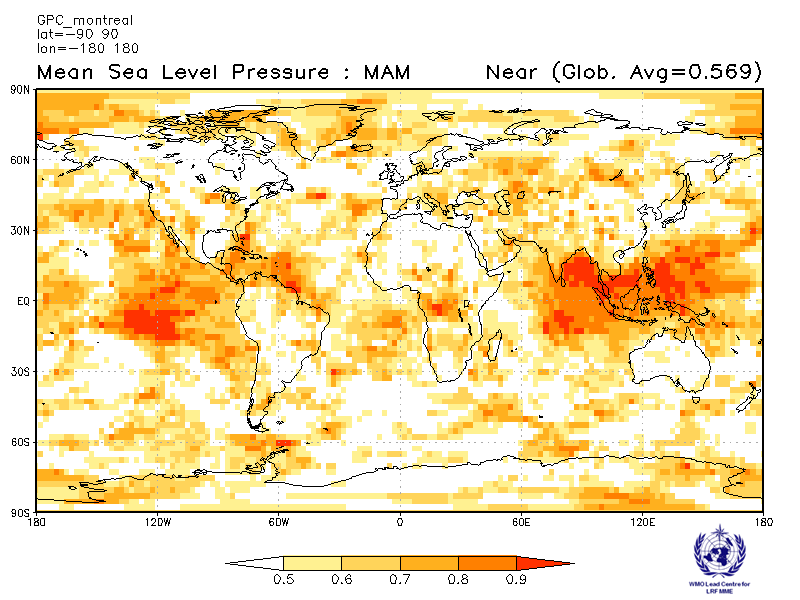 GPC_montreal
lat=-90 90
lon=-180 180
Mean Sea Level Pressure : MAM Near (Glob. Avg=0.569)
90N
60N
30N
EQ
30S
60S
90S
180 120W 60W 0 60E 120E 180
0.5 0.6 0.7 0.8 0.9
WMO Lead Centre for
LRF MME